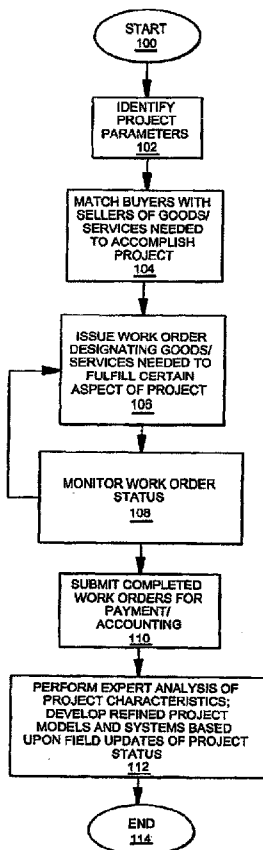 START
100
IDENTIFY
PROJECT
PARAMETERS
102
MATCH BUYERS WITH
SELLERS OF GOODS/
SERVICES NEEDED
TO ACCOMPLISH
PROJECT
104
ISSUE WORK ORDER
DESIGNATING GOODS/
SERVICES NEEDED TO
FULFILL CERTAIN
ASPECT OF PROJECT
106
MONITOR WORK ORDER
STATUS
108
SUBMIT COMPLETED
WORK ORDERS FOR
PAYMENT/
ACCOUNTING
110
PERFORM EXPERT ANALYSIS OF
PROJECT CHARACTERISTICS;
DEVELOP REFINED PROJECT
MODELS AND SYSTEMS BASED
UPON FIELD UPDATES OF PROJECT
STATUS
112
END
114